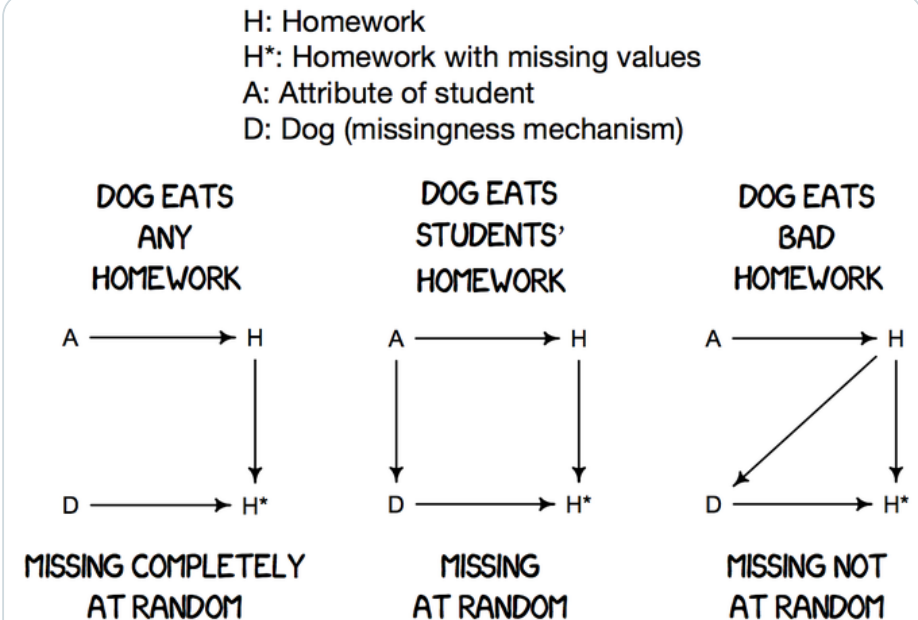 H: Homework
H*: Homework with missing values
A: Attribute of student
D: Dog (missingness mechanism)
DOG EATS
ANY
HOMEWORK
A H
D H*
MISSING COMPLETELY
AT RANDOM
DOG EATS
STUDENTS’
HOMEWORK
A H
D H*
MISSING
AT RANDOM
DOG EATS
BAD
HOMEWORK
A H
D H*
MISSING NOT
AT RANDOM